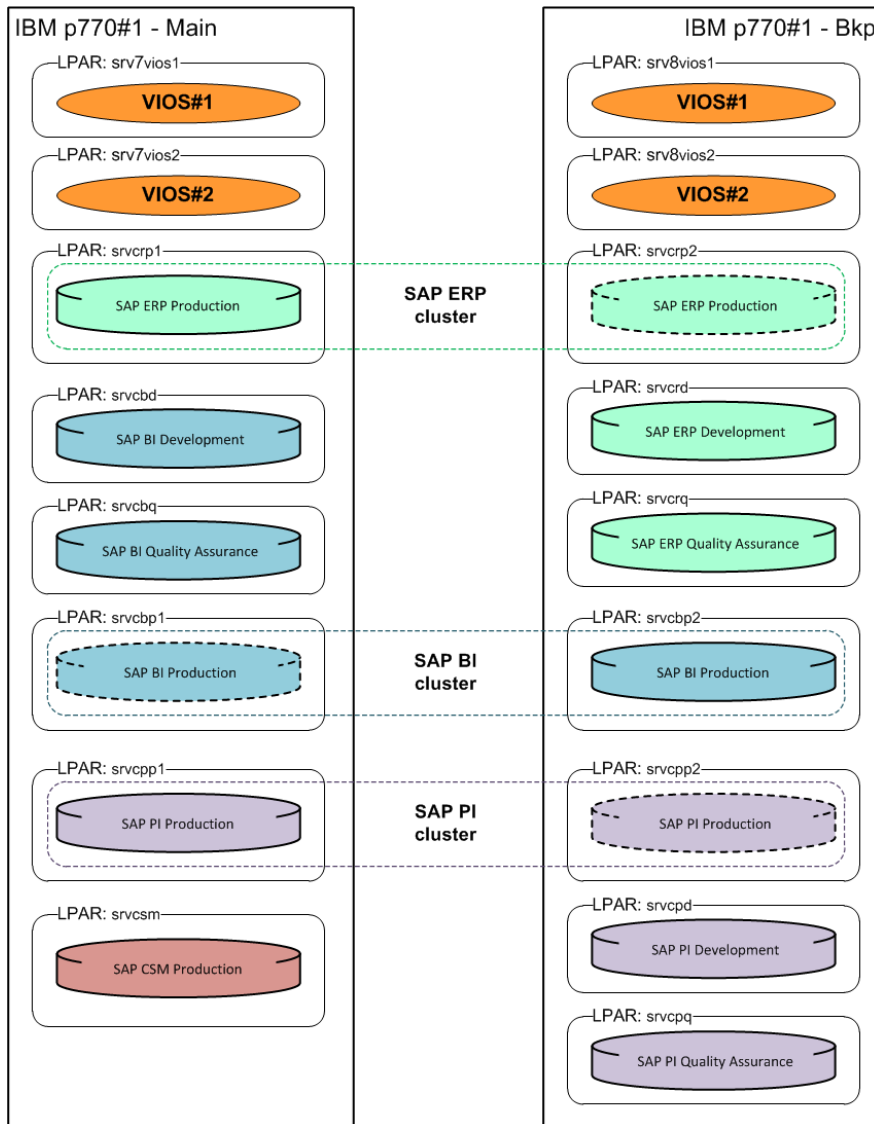 IBM p770#1 - Main
LPAR: srv7vios1
VIOS#1
LPAR: srv7vios2
VIOS#2
LPAR: srvcrp1
SAP ERP Production
LPAR: srvcbd
SAP BI Development
LPAR: srvcbq
SAP BI Quality Assurance
LPAR: srvcbp1
SAP BI Production
LPAR: srvcpp1
SAP PI Production
LPAR: srvcsm
SAP CSM Production
SAP ERP
cluster
SAP BI
cluster
SAP PI
cluster
IBM p770#1 - Bkp
LPAR: srv8vios1
VIOS#1
LPAR: srv8vios2
VIOS#2
LPAR: srvcrp2
SAP ERP Production
LPAR: srvcrd
SAP ERP Development
LPAR: srvcrq
SAP ERP Quality Assurance
LPAR: srvcbp2
SAP BI Production
LPAR: srvcpp2
SAP PI Production
LPAR: srvcpd
SAP PI Development
LPAR: srvcpq
SAP PI Quality Assurance